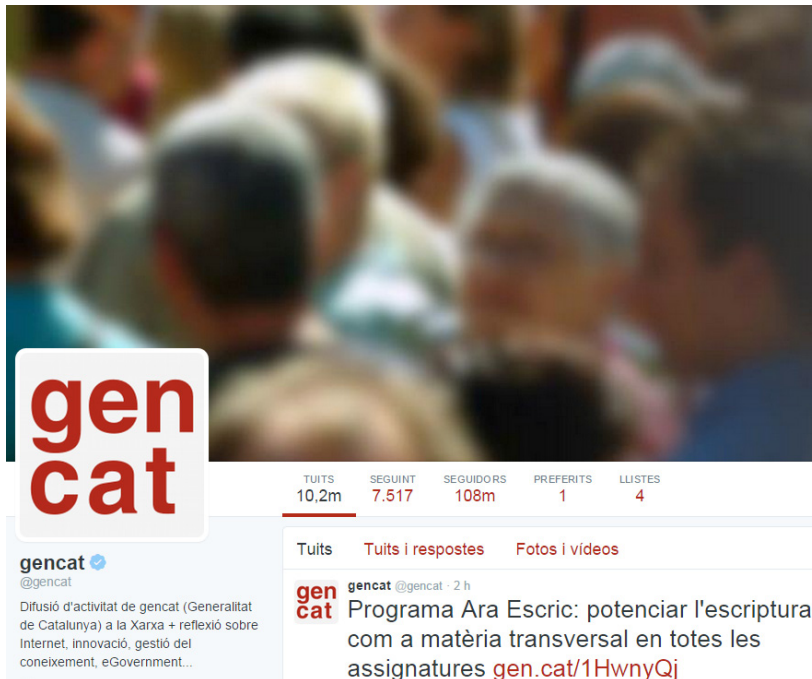 gen
cat
TUITS SEGUINT SEGUIDORS PREFERITS LLISTES
10,2m 7.517 108m 1 4
gencat
@gencat
Difusió d'activitat de gencat (Generalitat
de Catalunya) a la Xarxa + reflexió sobre
Internet, innovació, gestió del
coneixement, eGovernment...
Tuits Tuits i respostes Fotos i vídeos
gen
cat
gencat @gencat · 2 h
Programa Ara Escric: potenciar l'escriptura
com a matèria transversal en totes les
assignatures gen.cat/1HwnyQj